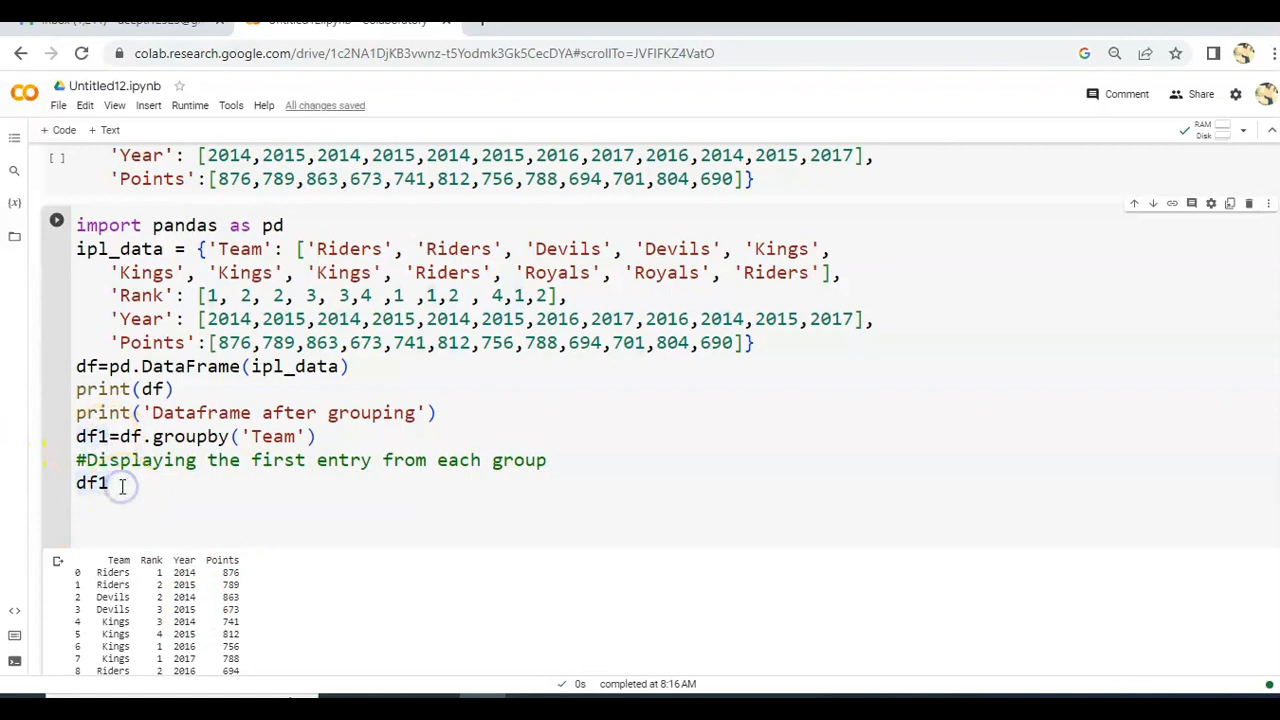 Untitled12.ipynb - Colaboratory
colab.research.google.com/drive/1c2NA1DjKB3vwnz-t5Yodmk3Gk5CecDYA#scrollTo=JVFIFKZ4VatO
Untitled12.ipynb
Comment Share
File Edit View Insert Runtime Tools Help All changes saved
+ Code + Text
RAM
Disk
[ ] 'Year': [2014,2015,2014,2015,2014,2015,2016,2017,2016,2014,2015,2017],
'Points':[876,789,863,673,741,812,756,788,694,701,804,690]}
import pandas as pd
ipl_data = {'Team': ['Riders', 'Riders', 'Devils', 'Devils', 'Kings',
'Kings', 'Kings', 'Kings', 'Riders', 'Royals', 'Royals', 'Riders'],
'Rank': [1, 2, 2, 3, 3,4 ,1 ,1,2 , 4,1,2],
'Year': [2014,2015,2014,2015,2014,2015,2016,2017,2016,2014,2015,2017],
'Points':[876,789,863,673,741,812,756,788,694,701,804,690]}
df=pd.DataFrame(ipl_data)
print(df)
print('Dataframe after grouping')
df1=df.groupby('Team')
#Displaying the first entry from each group
df1
Team Rank Year Points
0 Riders 1 2014 876
1 Riders 2 2015 789
2 Devils 2 2014 863
3 Devils 3 2015 673
4 Kings 3 2014 741
5 Kings 4 2015 812
6 Kings 1 2016 756
7 Kings 1 2017 788
8 Riders 2 2016 694
0s completed at 8:16 AM